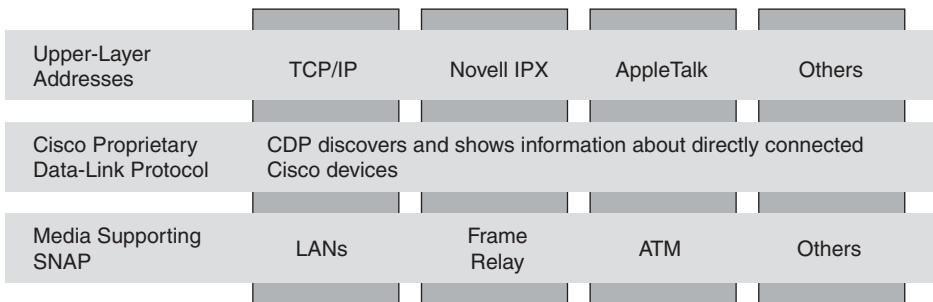 Upper-Layer
Addresses
TCP/IP
Novell IPX
AppleTalk
Others
Cisco Proprietary
Data-Link Protocol
CDP discovers and shows information about directly connected
Cisco devices
Media Supporting
SNAP
LANs
Frame
Relay
ATM
Others